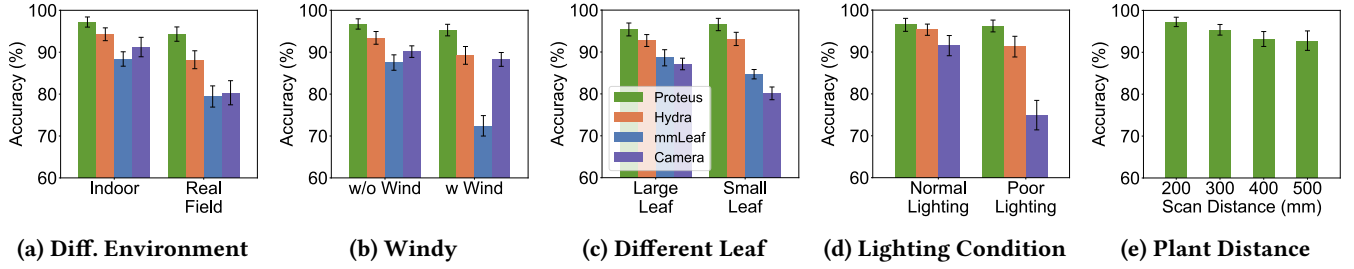 100
90
80
70
60
Accuracy (%)
Indoor
Real
Field
(a) Diff. Environment
100
90
80
70
60
Accuracy (%)
w/o Wind
w Wind
(b) Windy
100
90
80
70
60
Accuracy (%)
Proteus
Hydra
mmLeaf
Camera
Large
Leaf
Small
Leaf
(c) Different Leaf
100
90
80
70
60
Accuracy (%)
Normal
Lighting
Poor
Lighting
(d) Lighting Condition
100
90
80
70
60
Accuracy (%)
200 300 400 500
Scan Distance (mm)
(e) Plant Distance